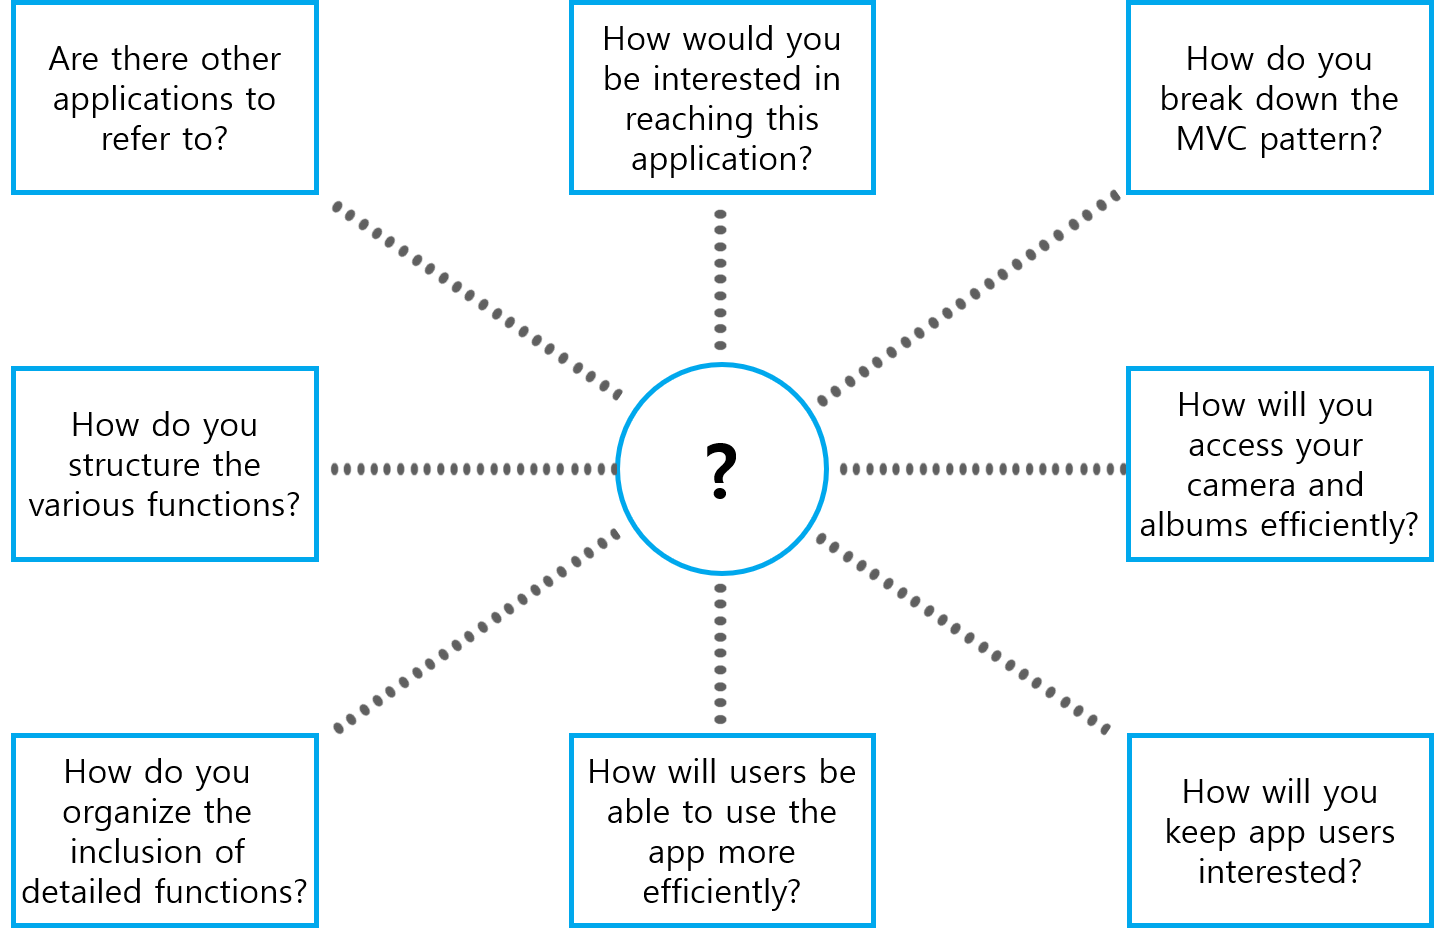 Are there other
applications to
refer to?
How would you
be interested in
reaching this
application?
How do you
break down the
MVC pattern?
How do you
structure the
various functions?
?
How will you
access your
camera and
albums efficiently?
How do you
organize the
inclusion of
detailed functions?
How will users be
able to use the
app more
efficiently?
How will you
keep app users
interested?